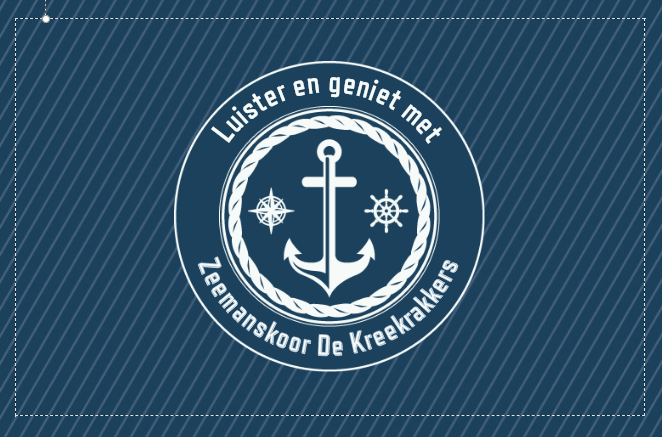 Luister en geniet met
Zeemanskoor De Kreekrakkers